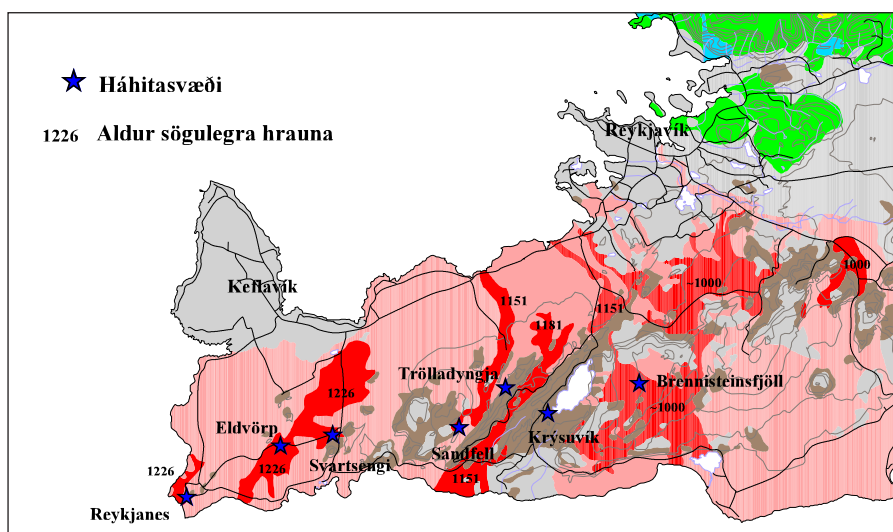 Háhitasvæði
1226 Aldur sögulegra hrauna
Reykjavík
Keflavík
1000
~1000
1151
1151
1181
Trölladyngja
Brennisteinsfjöll
1226
~1000
Eldvörp
Krýsuvík
Sandfell
Svartsengi
1226
1226
1151
Reykjanes